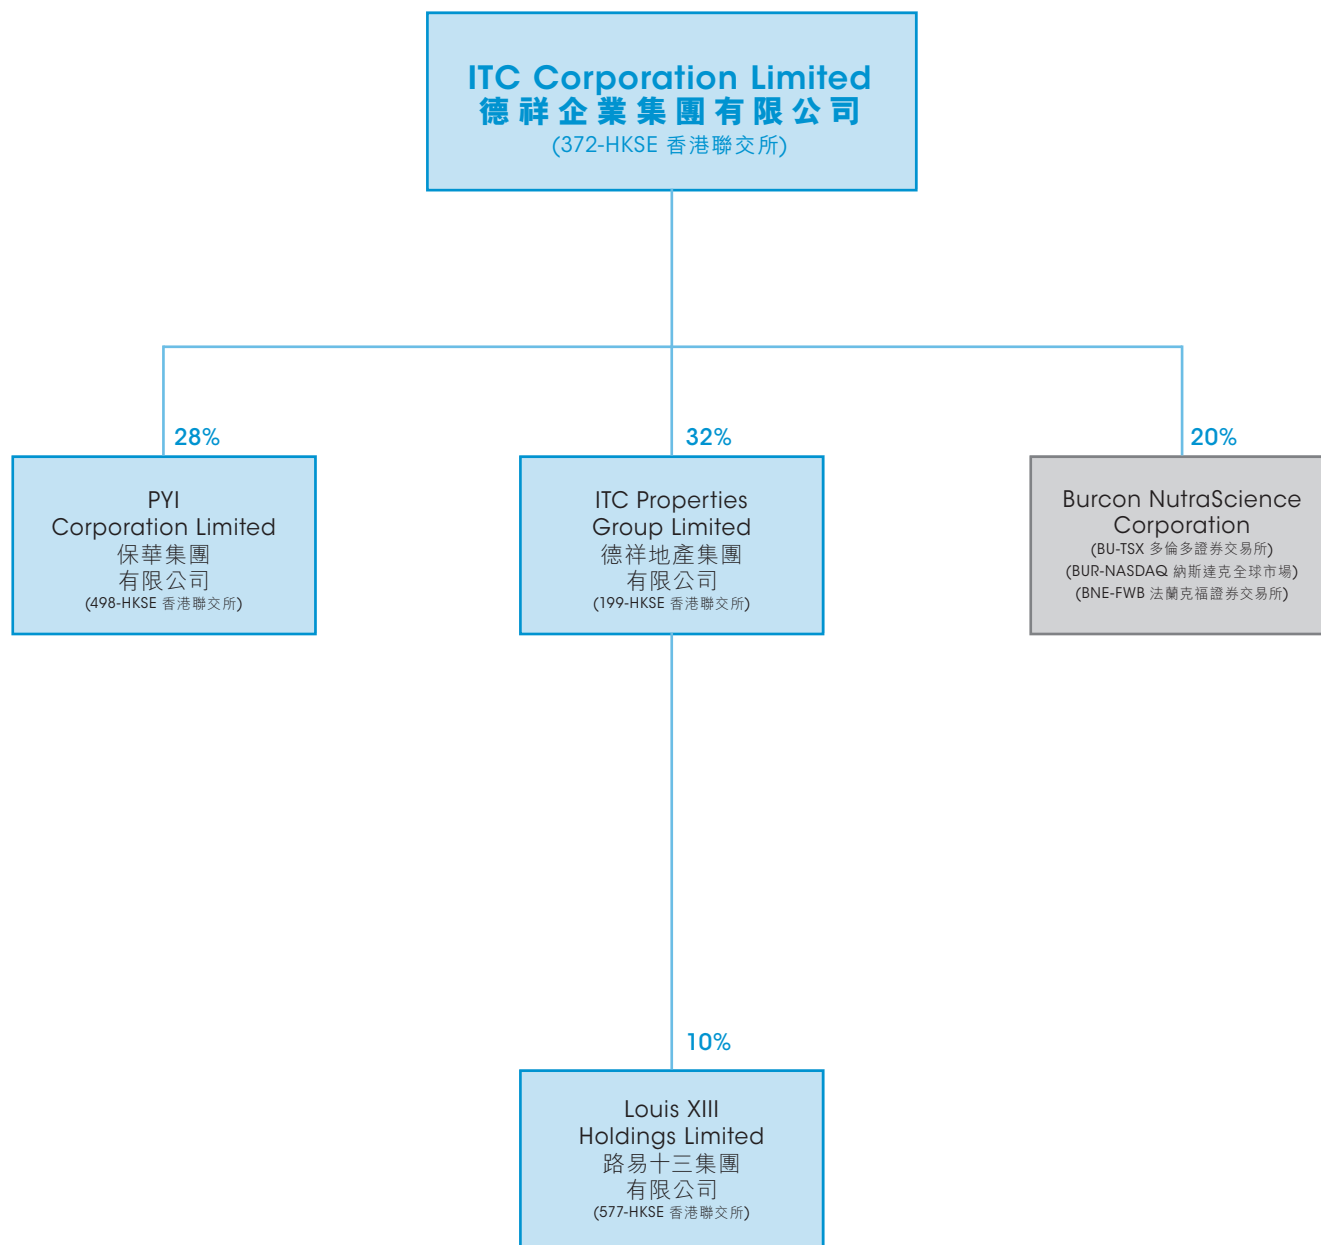 ITC Corporation Limited
德祥企業集團有限公司
(372-HKSE 香港聯交所)
28%
32%
20%
PYI
Corporation Limited
保華集團
有限公司
(498-HKSE 香港聯交所)
ITC Properties
Group Limited
德祥地產集團
有限公司
(199-HKSE 香港聯交所)
Burcon NutraScience
Corporation
(BU-TSX 多倫多證券交易所)
(BUR-NASDAQ 納斯達克全球市場)
(BNE-FWB 法蘭克福證券交易所)
10%
Louis XIII
Holdings Limited
路易十三集團
有限公司
(577-HKSE 香港聯交所)